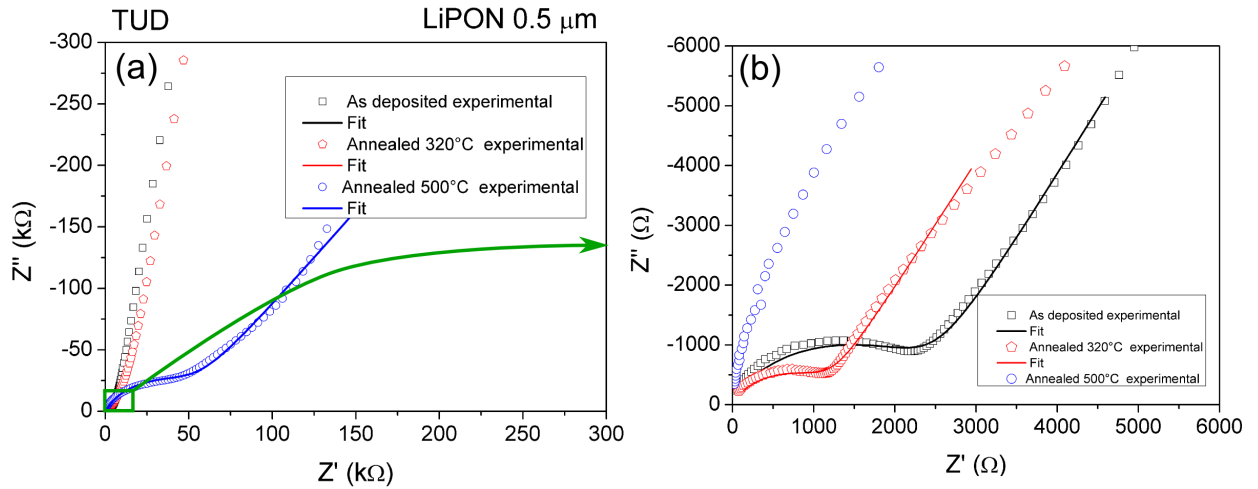 TUD LiPON 0.5 μm
(a)
-300
-250
-200
-150
-100
-50
0
Z'' (kΩ)
As deposited experimental
Fit
Annealed 320°C experimental
Fit
Annealed 500°C experimental
Fit
0 50 100 150 200 250 300
Z' (kΩ)
(b)
-6000
-5000
-4000
-3000
-2000
-1000
0
Z'' (Ω)
As deposited experimental
Fit
Annealed 320°C experimental
Fit
Annealed 500°C experimental
0 1000 2000 3000 4000 5000 6000
Z' (Ω)